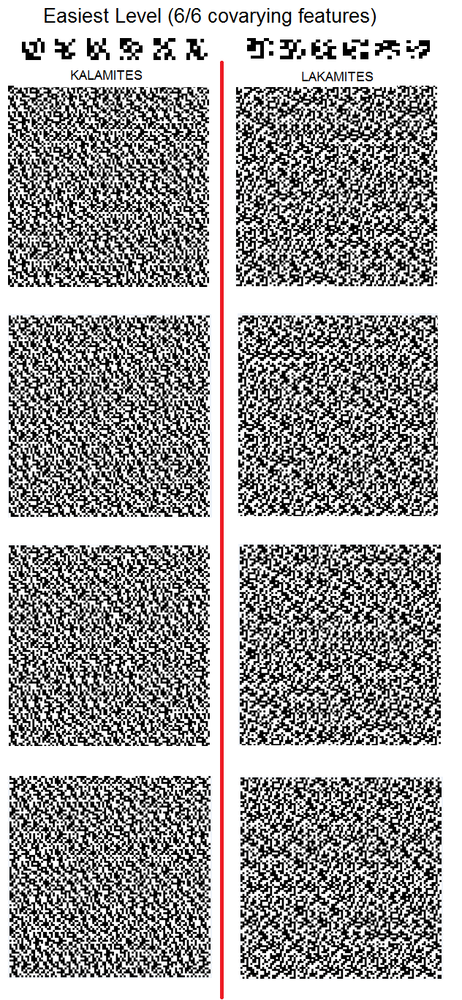 Easiest Level (6/6 covarying features)
KALAMITES
LAKAMITES